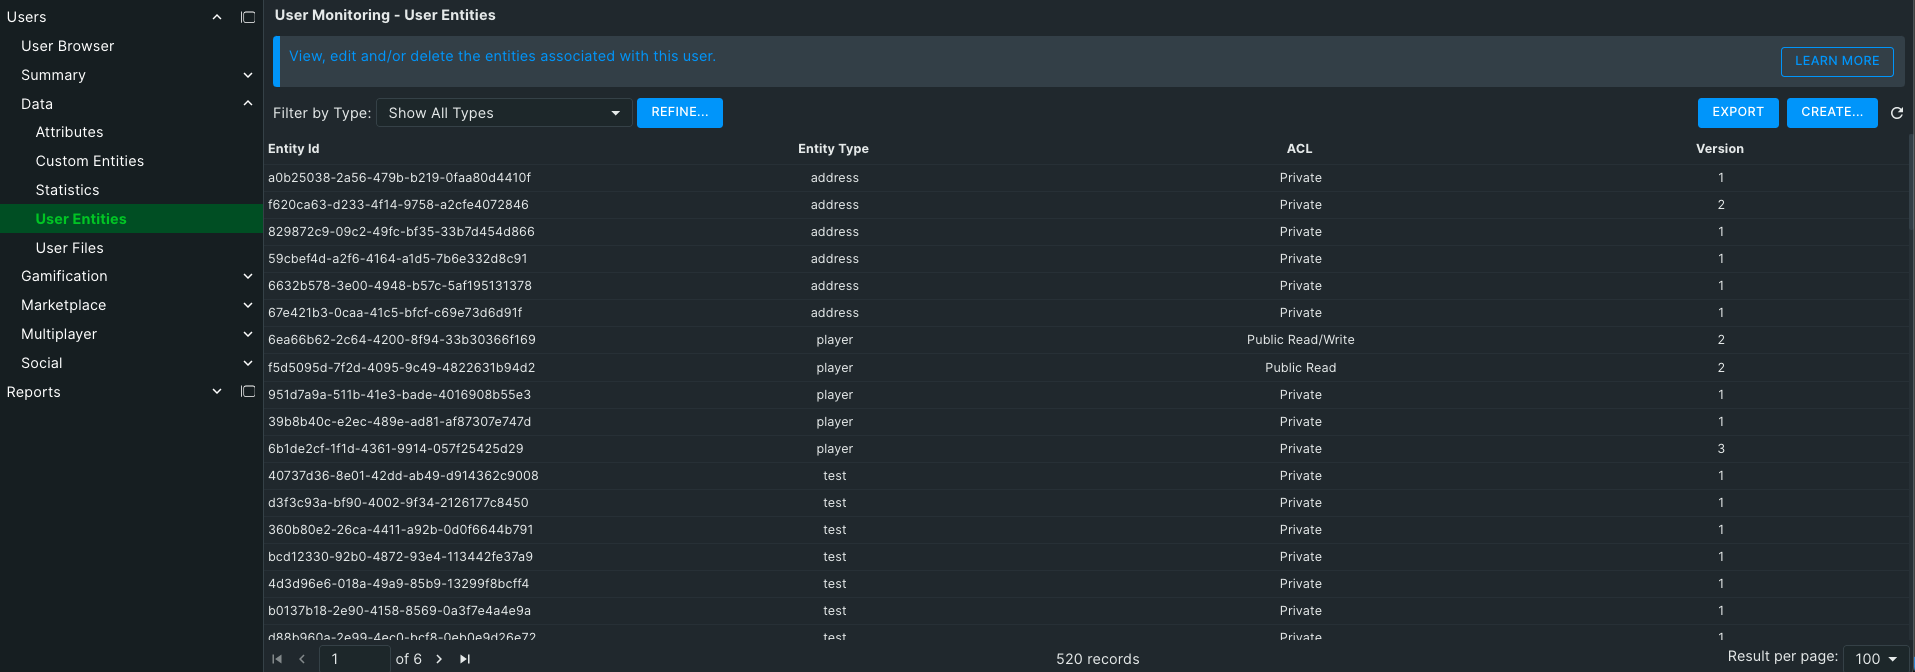 Users
User Browser
Summary
Data
Attributes
Custom Entities
Statistics
User Entities
User Files
Gamification
Marketplace
Multiplayer
Social
Reports
User Monitoring - User Entities
View, edit and/or delete the entities associated with this user.
LEARN MORE
Filter by Type: Show All Types REFINE... EXPORT CREATE...
Entity Id Entity Type ACL Version
a0b25038-2a56-479b-b219-0faa80d4410f address Private 1
f620ca63-d233-4f14-9758-a2cfe4072846 address Private 2
829872c9-09c2-49fc-bf35-33b7d454d866 address Private 1
59cbef4d-a2f6-4164-a1d5-7b6e332d8c91 address Private 1
6632b578-3e00-4948-b57c-5af195131378 address Private 1
67e421b3-0caa-41c5-bfcf-c69e73d6d91f address Private 1
6ea66b62-2c64-4200-8f94-33b30366f169 player Public Read/Write 2
f5d5095d-7f2d-4095-9c49-4822631b94d2 player Public Read 2
951d7a9a-511b-41e3-bade-4016908b55e3 player Private 1
39b8b40c-e2ec-489e-ad81-af87307e747d player Private 1
6b1de2cf-1f1d-4361-9914-057f25425d29 player Private 3
40737d36-8e01-42dd-ab49-d914362c9008 test Private 1
d3f3c93a-bf90-4002-9f34-2126177c8450 test Private 1
360b80e2-26ca-4411-a92b-0d0f6644b791 test Private 1
bcd12330-92b0-4872-93e4-113442fe37a9 test Private 1
4d3d96e6-018a-49a9-85b9-13299f8bcff4 test Private 1
b0137b18-2e90-4158-8569-0a3f7e4a4e9a test Private 1
d88b960a-2e99-4ec0-bcf8-0eb0e9d26e72 test Private 1
1 of 6 520 records Result per page: 100